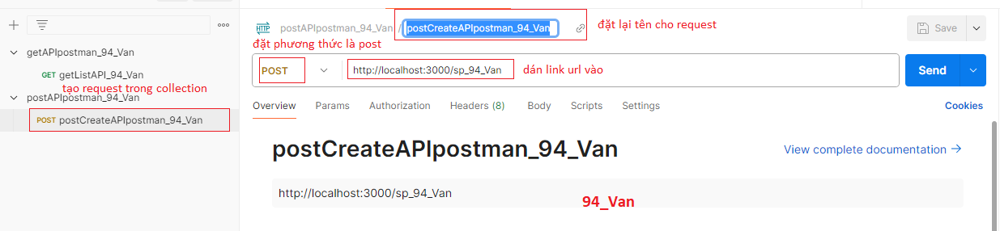 getAPIpostman_94_Van
GET getListAPI_94_Van
tạo request trong collection
postAPIpostman_94_Van
POST postCreateAPIpostman_94_Van
HTTP postAPIpostman_94_Van / postCreateAPIpostman_94_Van
đặt lại tên cho request
Save
đặt phương thức là post
POST http://localhost:3000/sp_94_Van
dán link url vào
Send
Overview Params Authorization Headers (8) Body Scripts Settings Cookies
postCreateAPIpostman_94_Van
View complete documentation
http://localhost:3000/sp_94_Van
94_Van